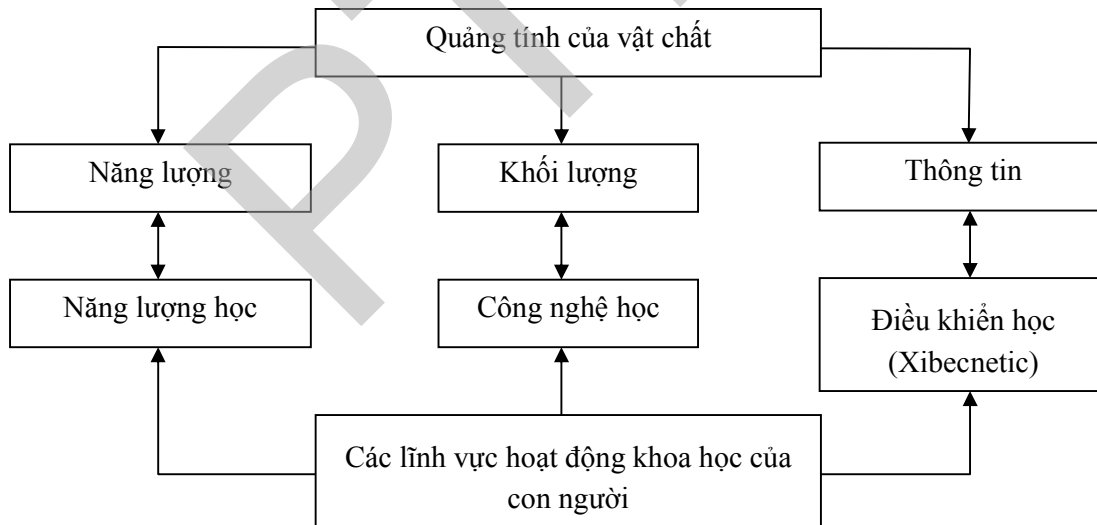 Quảng tính của vật chất
Năng lượng
Khối lượng
Thông tin
Năng lượng học
Công nghệ học
Điều khiển học
(Xibecnetic)
Các lĩnh vực hoạt động khoa học của
con người